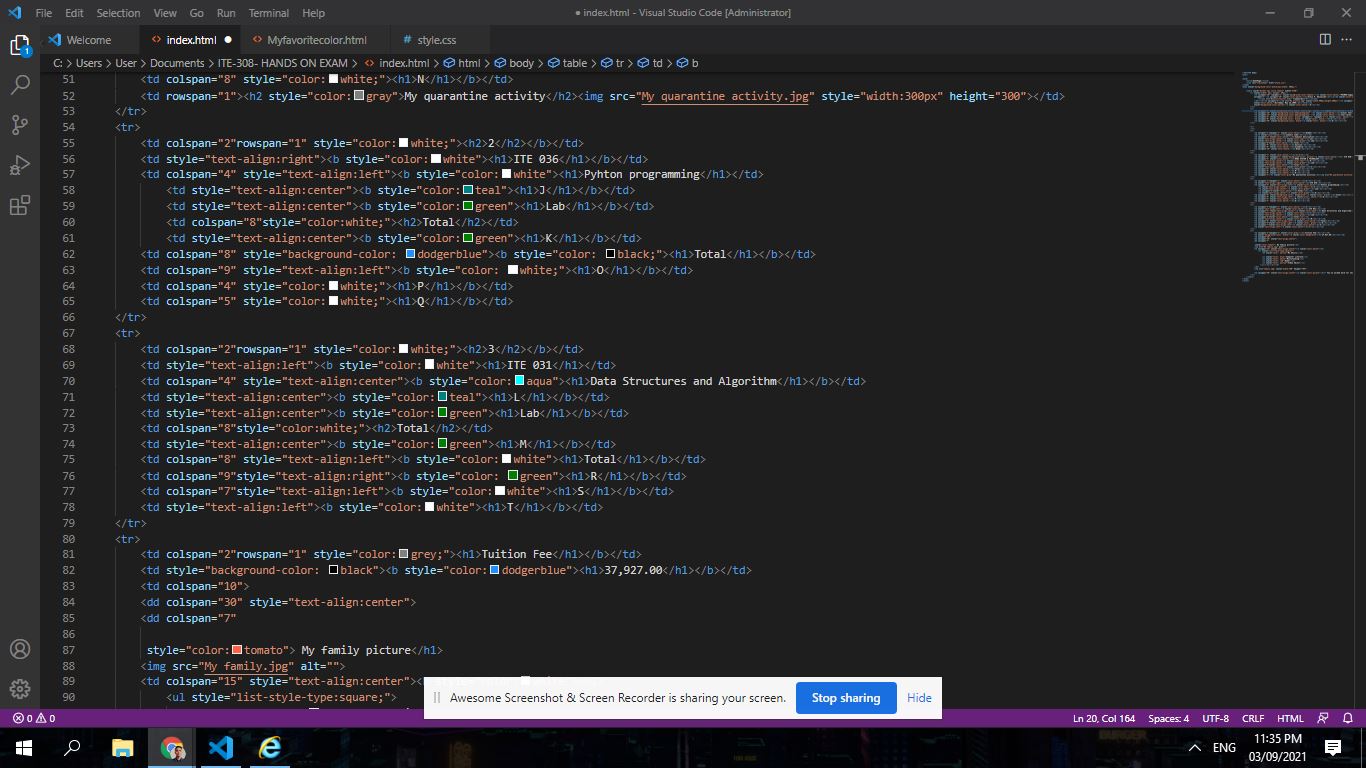 File Edit Selection View Go Run Terminal Help
● index.html - Visual Studio Code [Administrator]
Welcome
<> index.html ●
<> Myfavoritecolor.html
# style.css
C: > Users > User > Documents > ITE-308- HANDS ON EXAM > <> index.html > html > body > table > tr > td > b
51 <td colspan="8" style="color: white;"><h1>N</h1></b></td>
52 <td rowspan="1"><h2 style="color: gray">My quarantine activity</h2><img src="My quarantine activity.jpg" style="width:300px" height="300"></td>
53 </tr>
54 <tr>
55 <td colspan="2"rowspan="1" style="color: white;"><h2>2</h2></b></td>
56 <td style="text-align:right"><b style="color: white"><h1>ITE 036</h1></b></td>
57 <td colspan="4" style="text-align:left"><b style="color: white"><h1>Pyhton programming</h1></td>
58 <td style="text-align:center"><b style="color: teal"><h1>J</h1></b></td>
59 <td style="text-align:center"><b style="color: green"><h1>Lab</h1></b></td>
60 <td colspan="8"style="color:white;"><h2>Total</h2></td>
61 <td style="text-align:center"><b style="color: green"><h1>K</h1></b></td>
62 <td colspan="8" style="background-color: dodgerblue"><b style="color: black;"><h1>Total</h1></b></td>
63 <td colspan="9" style="text-align:left"><b style="color: white;"><h1>O</h1></b></td>
64 <td colspan="4" style="color: white;"><h1>P</h1></b></td>
65 <td colspan="5" style="color: white;"><h1>Q</h1></b></td>
66 </tr>
67 <tr>
68 <td colspan="2"rowspan="1" style="color: white;"><h2>3</h2></b></td>
69 <td style="text-align:left"><b style="color: white"><h1>ITE 031</h1></td>
70 <td colspan="4" style="text-align:center"><b style="color: aqua"><h1>Data Structures and Algorithm</h1></b></td>
71 <td style="text-align:center"><b style="color: teal"><h1>L</h1></b></td>
72 <td style="text-align:center"><b style="color: green"><h1>Lab</h1></b></td>
73 <td colspan="8"style="color:white;"><h2>Total</h2></td>
74 <td style="text-align:center"><b style="color: green"><h1>M</h1></b></td>
75 <td colspan="8" style="text-align:left"><b style="color: white"><h1>Total</h1></b></td>
76 <td colspan="9"style="text-align:right"><b style="color: green"><h1>R</h1></b></td>
77 <td colspan="7"style="text-align:left"><b style="color: white"><h1>S</h1></b></td>
78 <td style="text-align:left"><b style="color: white"><h1>T</h1></b></td>
79 </tr>
80 <tr>
81 <td colspan="2"rowspan="1" style="color: grey;"><h1>Tuition Fee</h1></b></td>
82 <td style="background-color: black"><b style="color: dodgerblue"><h1>37,927.00</h1></b></td>
83 <td colspan="10">
84 <dd colspan="30" style="text-align:center">
85 <dd colspan="7"
86
87 style="color: tomato"> My family picture</h1>
88 <img src="My family.jpg" alt="">
89 <td colspan="15" style="text-align:center"><
90 <ul style="list-style-type:square;">
Awesome Screenshot & Screen Recorder is sharing your screen. Stop sharing Hide
0 0 Ln 20, Col 164 Spaces: 4 UTF-8 CRLF HTML
ENG 11:35 PM
03/09/2021